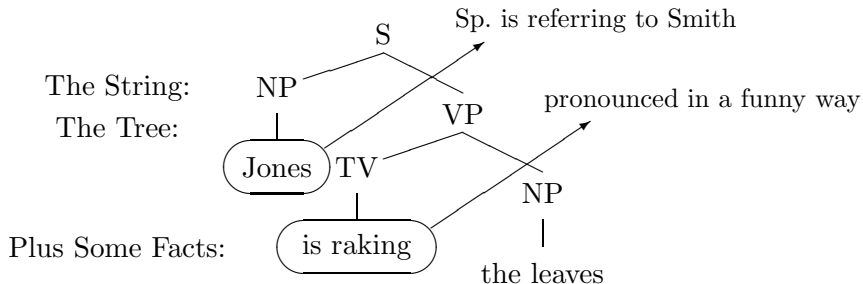 Sp. is referring to Smith
S
The String: NP
pronounced in a funny way
The Tree: VP
Jones TV
NP
Plus Some Facts: is raking
the leaves